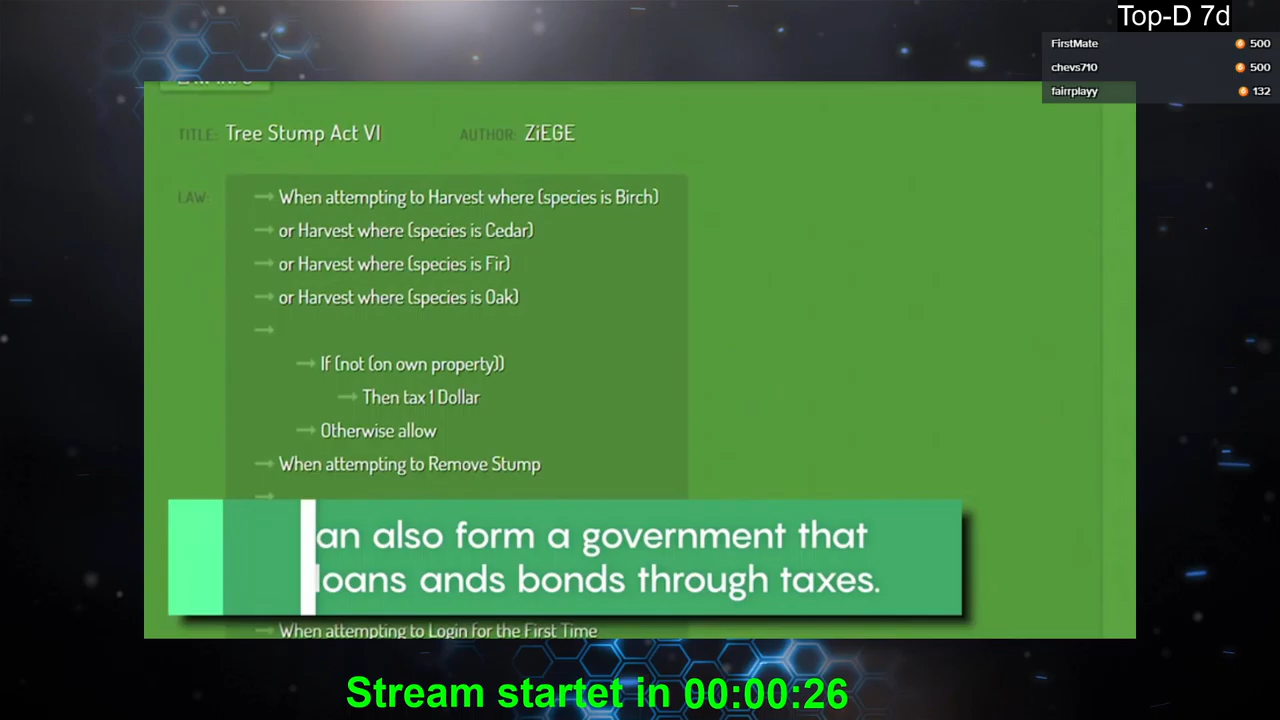 Top-D 7d
FirstMate 500
chevs710 500
fairrplayy 132
TITLE: Tree Stump Act VI AUTHOR: ZiEGE
LAW: → When attempting to Harvest where (species is Birch)
→ or Harvest where (species is Cedar)
→ or Harvest where (species is Fir)
→ or Harvest where (species is Oak)
→
→ If (not (on own property))
→ Then tax 1 Dollar
→ Otherwise allow
→ When attempting to Remove Stump
→
an also form a government that
loans ands bonds through taxes.
→ When attempting to Login for the First Time
Stream startet in 00:00:26